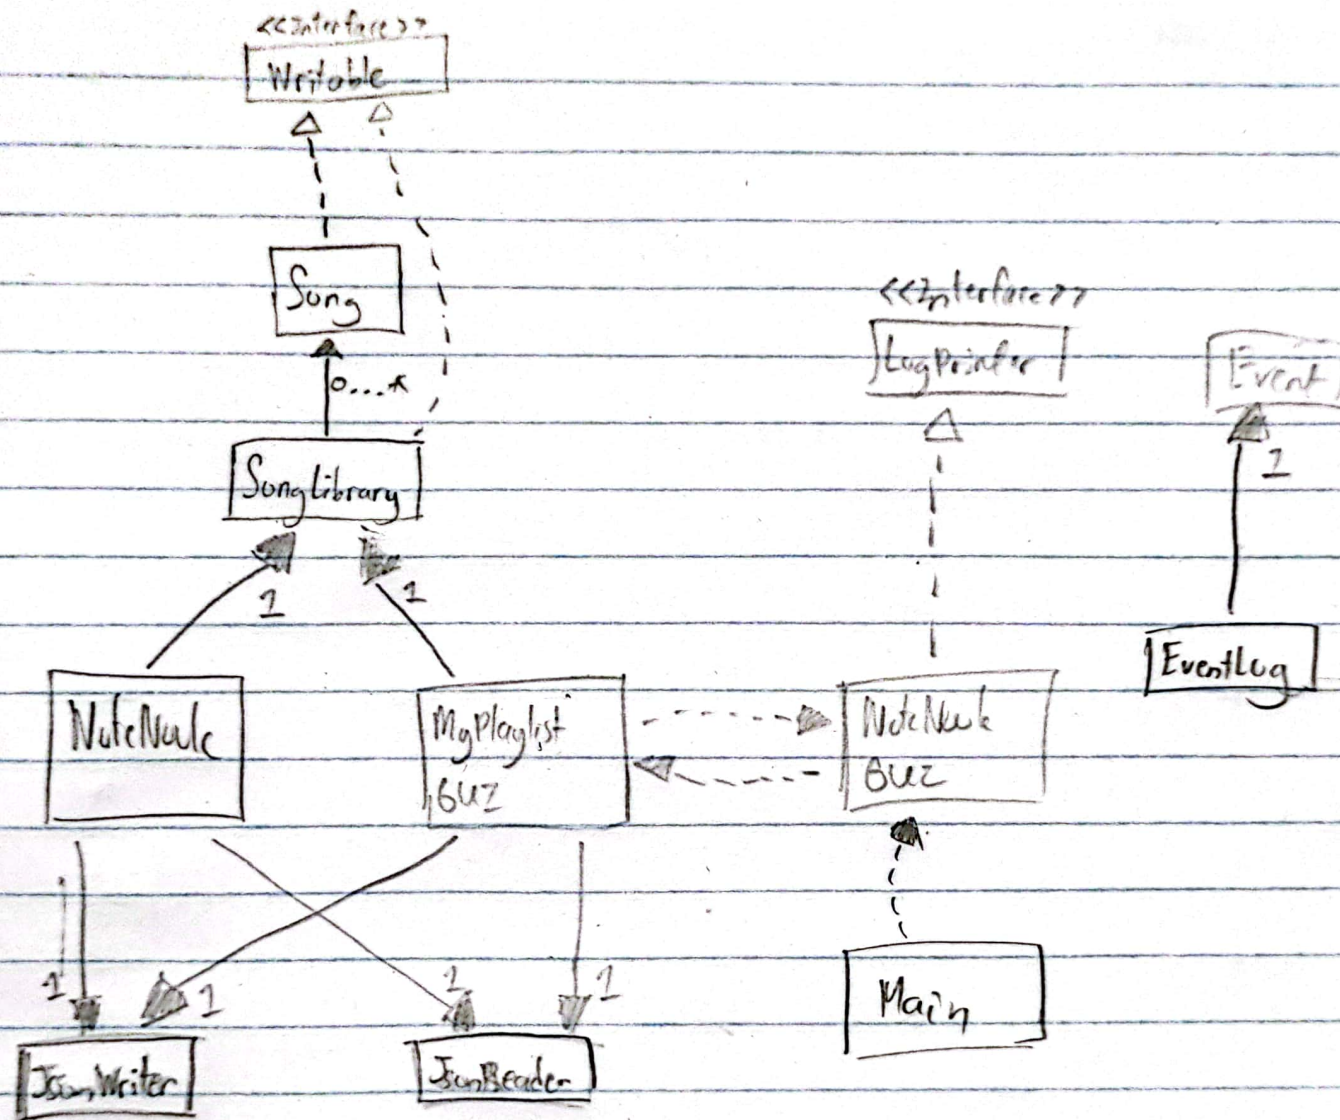 <<Interface>>
Writable
Song
0....*
SongLibrary
1
1
<<Interface>>
LogPrinter
Event
1
EventLog
NoteNook
MyPlaylist
GUI
NoteNook
GUI
1
1
1
1
JsonWriter
JsonReader
Main